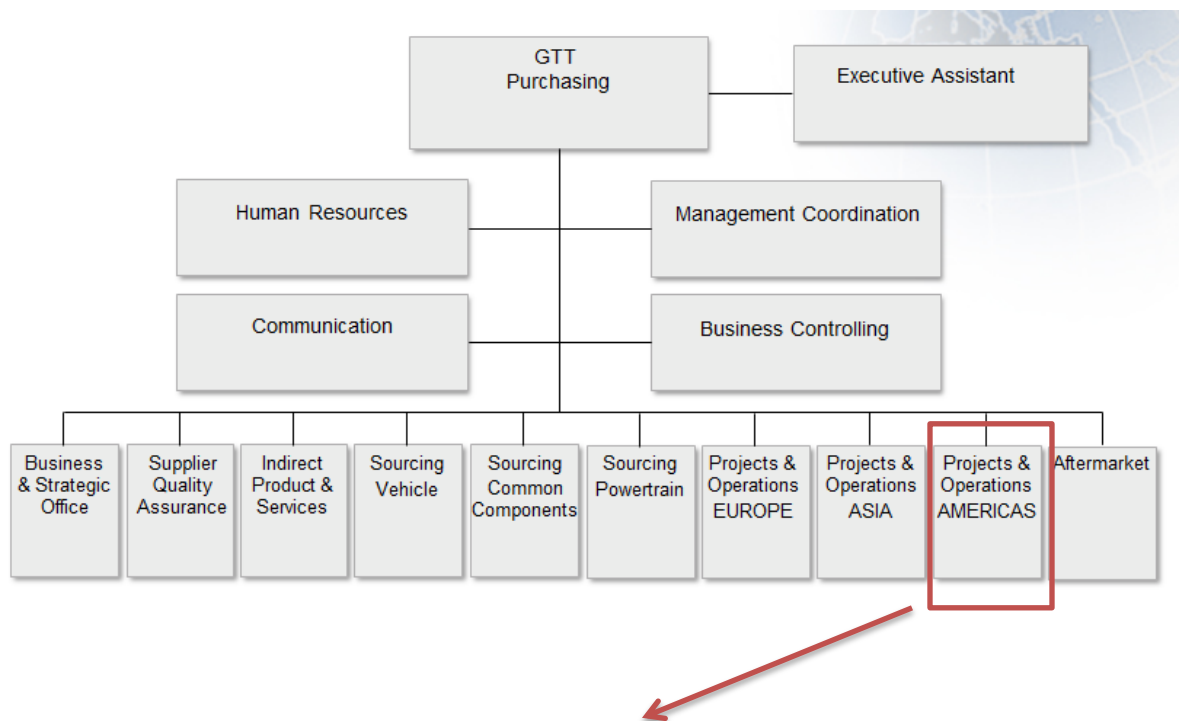 GTT
Purchasing
Executive Assistant
Human Resources
Management Coordination
Communication
Business Controlling
Business
& Strategic
Office
Supplier
Quality
Assurance
Indirect
Product &
Services
Sourcing
Vehicle
Sourcing
Common
Components
Sourcing
Powertrain
Projects &
Operations
EUROPE
Projects &
Operations
ASIA
Projects &
Operations
AMERICAS
Aftermarket